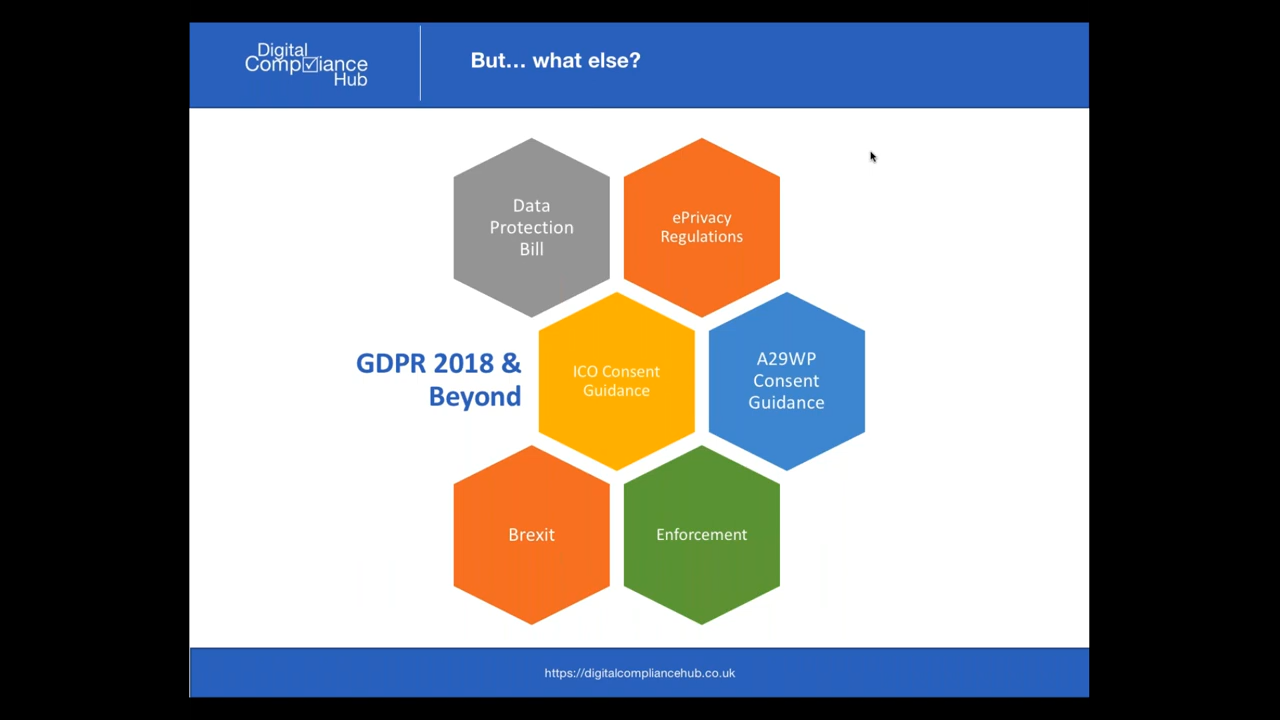 Digital
Compliance
Hub
But... what else?
Data
Protection
Bill
ePrivacy
Regulations
GDPR 2018 &
Beyond
ICO Consent
Guidance
A29WP
Consent
Guidance
Brexit
Enforcement
https://digitalcompliancehub.co.uk